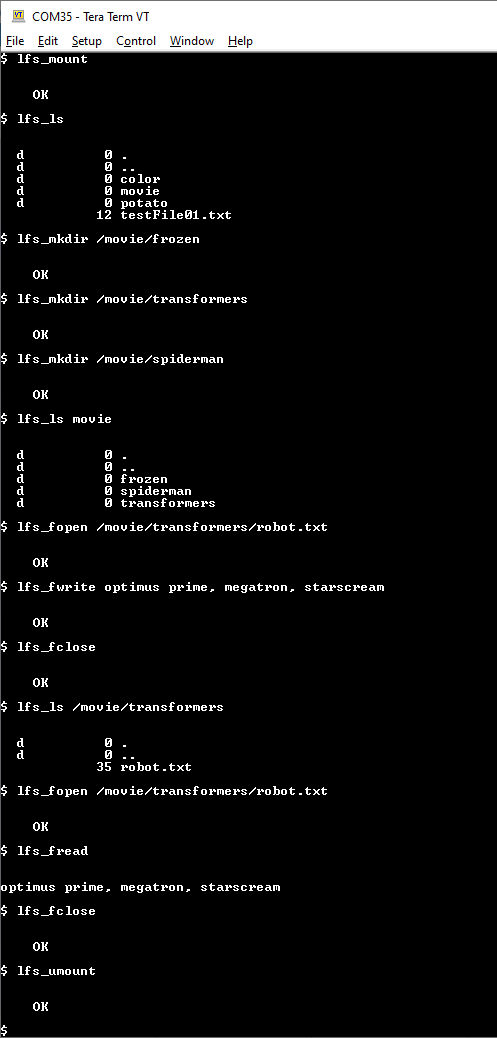 COM35 - Tera Term VT
File Edit Setup Control Window Help
$ lfs_mount
OK
$ lfs_ls
d 0 .
d 0 ..
d 0 color
d 0 movie
d 0 potato
12 testFile01.txt
$ lfs_mkdir /movie/frozen
OK
$ lfs_mkdir /movie/transformers
OK
$ lfs_mkdir /movie/spiderman
OK
$ lfs_ls movie
d 0 .
d 0 ..
d 0 frozen
d 0 spiderman
d 0 transformers
$ lfs_fopen /movie/transformers/robot.txt
OK
$ lfs_fwrite optimus prime, megatron, starscream
OK
$ lfs_fclose
OK
$ lfs_ls /movie/transformers
d 0 .
d 0 ..
35 robot.txt
$ lfs_fopen /movie/transformers/robot.txt
OK
$ lfs_fread
optimus prime, megatron, starscream
$ lfs_fclose
OK
$ lfs_umount
OK
$